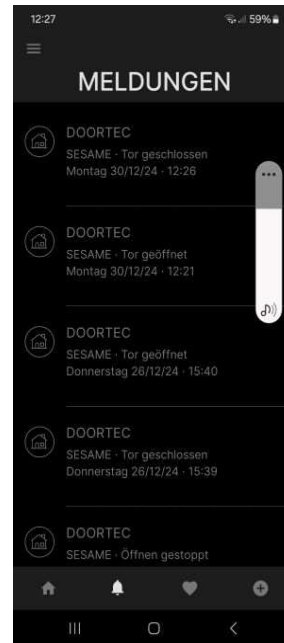 12:27
59%
MELDUNGEN
DOORTEC
SESAME · Tor geschlossen
Montag 30/12/24 · 12:26
DOORTEC
SESAME · Tor geöffnet
Montag 30/12/24 · 12:21
DOORTEC
SESAME · Tor geöffnet
Donnerstag 26/12/24 · 15:40
DOORTEC
SESAME · Tor geschlossen
Donnerstag 26/12/24 · 15:39
DOORTEC
SESAME · Öffnen gestoppt